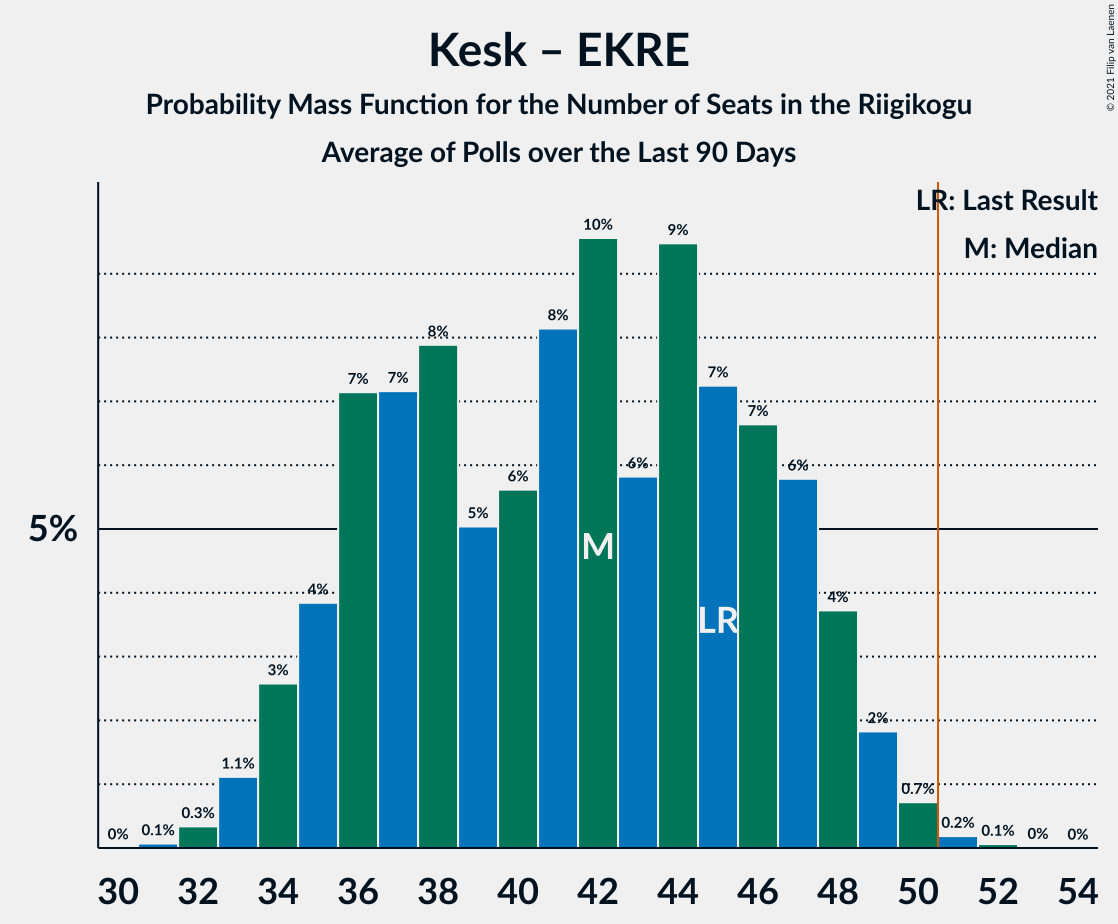 Kesk – EKRE
Probability Mass Function for the Number of Seats in the Riigikogu
Average of Polls over the Last 90 Days
© 2021 Filip van Laenen
LR: Last Result
M: Median
5%
0%
0.1%
0.3%
1.1%
3%
4%
7%
7%
8%
5%
6%
8%
10%
6%
9%
7%
7%
6%
4%
2%
0.7%
0.2%
0.1%
0%
0%
M
LR
30 32 34 36 38 40 42 44 46 48 50 52 54